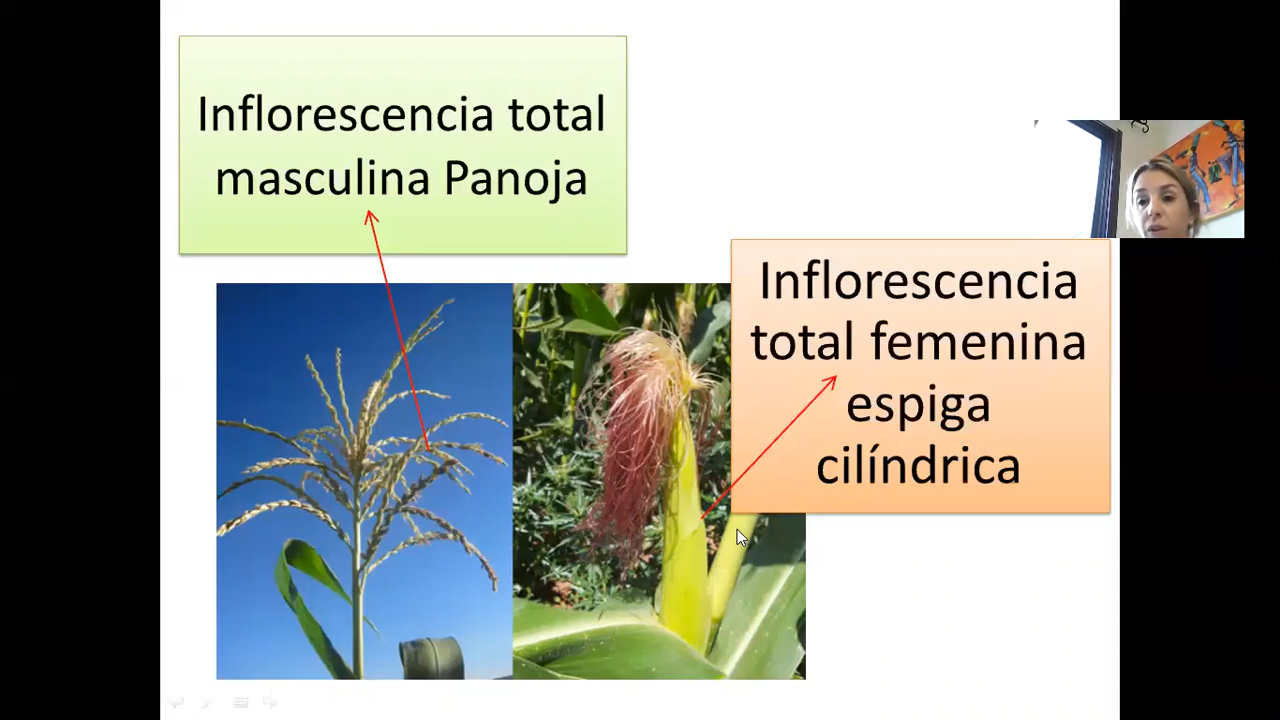 Inflorescencia total
masculina Panoja
Inflorescencia
total femenina
espiga
cilíndrica